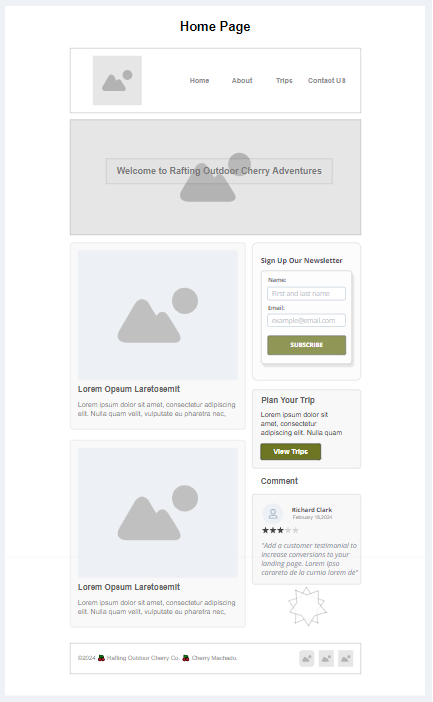 Home Page
Home About Trips Contact US
Welcome to Rafting Outdoor Cherry Adventures
Sign Up Our Newsletter
Name:
First and last name
Email:
example@email.com
SUBSCRIBE
Lorem Opsum Laretosemit
Lorem ipsum dolor sit amet, consectetur adipiscing
elit. Nulla quam velit, vulputate eu pharetra nec,
Plan Your Trip
Lorem ipsum dolor sit
amet, consectetur
adipiscing elit. Nulla quam
View Trips
Comment
Richard Clark
February 15,2024
"Add a customer testimonial to
increase conversions to your
landing page. Lorem ipso
carareto de la curnia lorem de"
Lorem Opsum Laretosemit
Lorem ipsum dolor sit amet, consectetur adipiscing
elit. Nulla quam velit, vulputate eu pharetra nec,
©2024 🍒 Rafting Outdoor Cherry Co. 🍒 Cherry Machado.